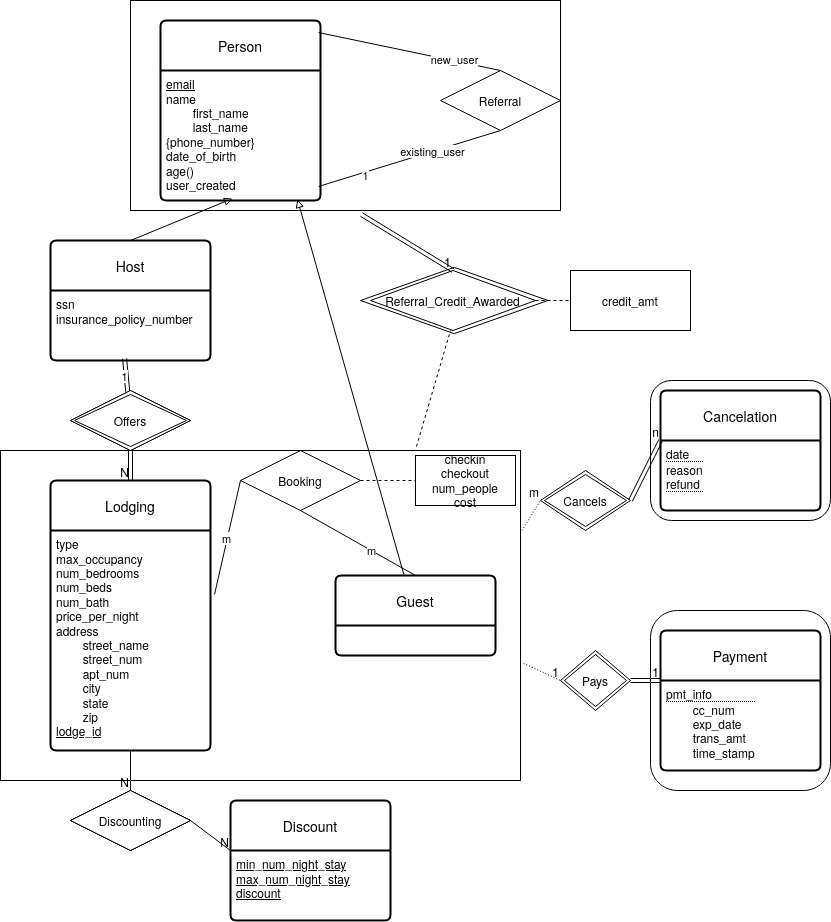 Person
email
name
first_name
last_name
{phone_number}
date_of_birth
age()
user_created
new_user
Referral
existing_user
1
Host
ssn
insurance_policy_number
1
Referral_Credit_Awarded
credit_amt
1
Offers
N
Lodging
type
max_occupancy
num_bedrooms
num_beds
num_bath
price_per_night
address
street_name
street_num
apt_num
city
state
zip
lodge_id
m
Booking
checkin
checkout
num_people
cost
m
Guest
m
Cancels
n
Cancelation
date
reason
refund
1
Pays
1
Payment
pmt_info
cc_num
exp_date
trans_amt
time_stamp
N
Discounting
N
Discount
min_num_night_stay
max_num_night_stay
discount